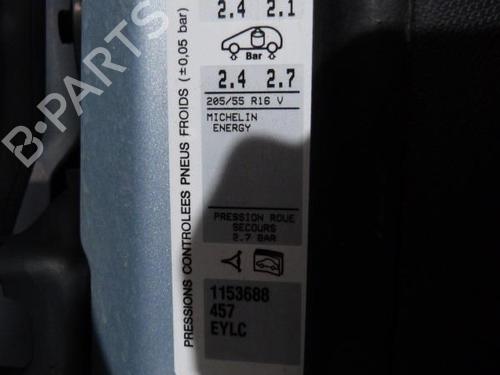 PRESSIONS CONTROLEES PNEUS FROIDS (±0,05 bar)
2.4 2.1
Bar
2.4 2.7
205/55 R16 V
MICHELIN
ENERGY
PRESSION ROUE
SECOURS
2.7 BAR
1153688
457
EYLC
B-PARTS